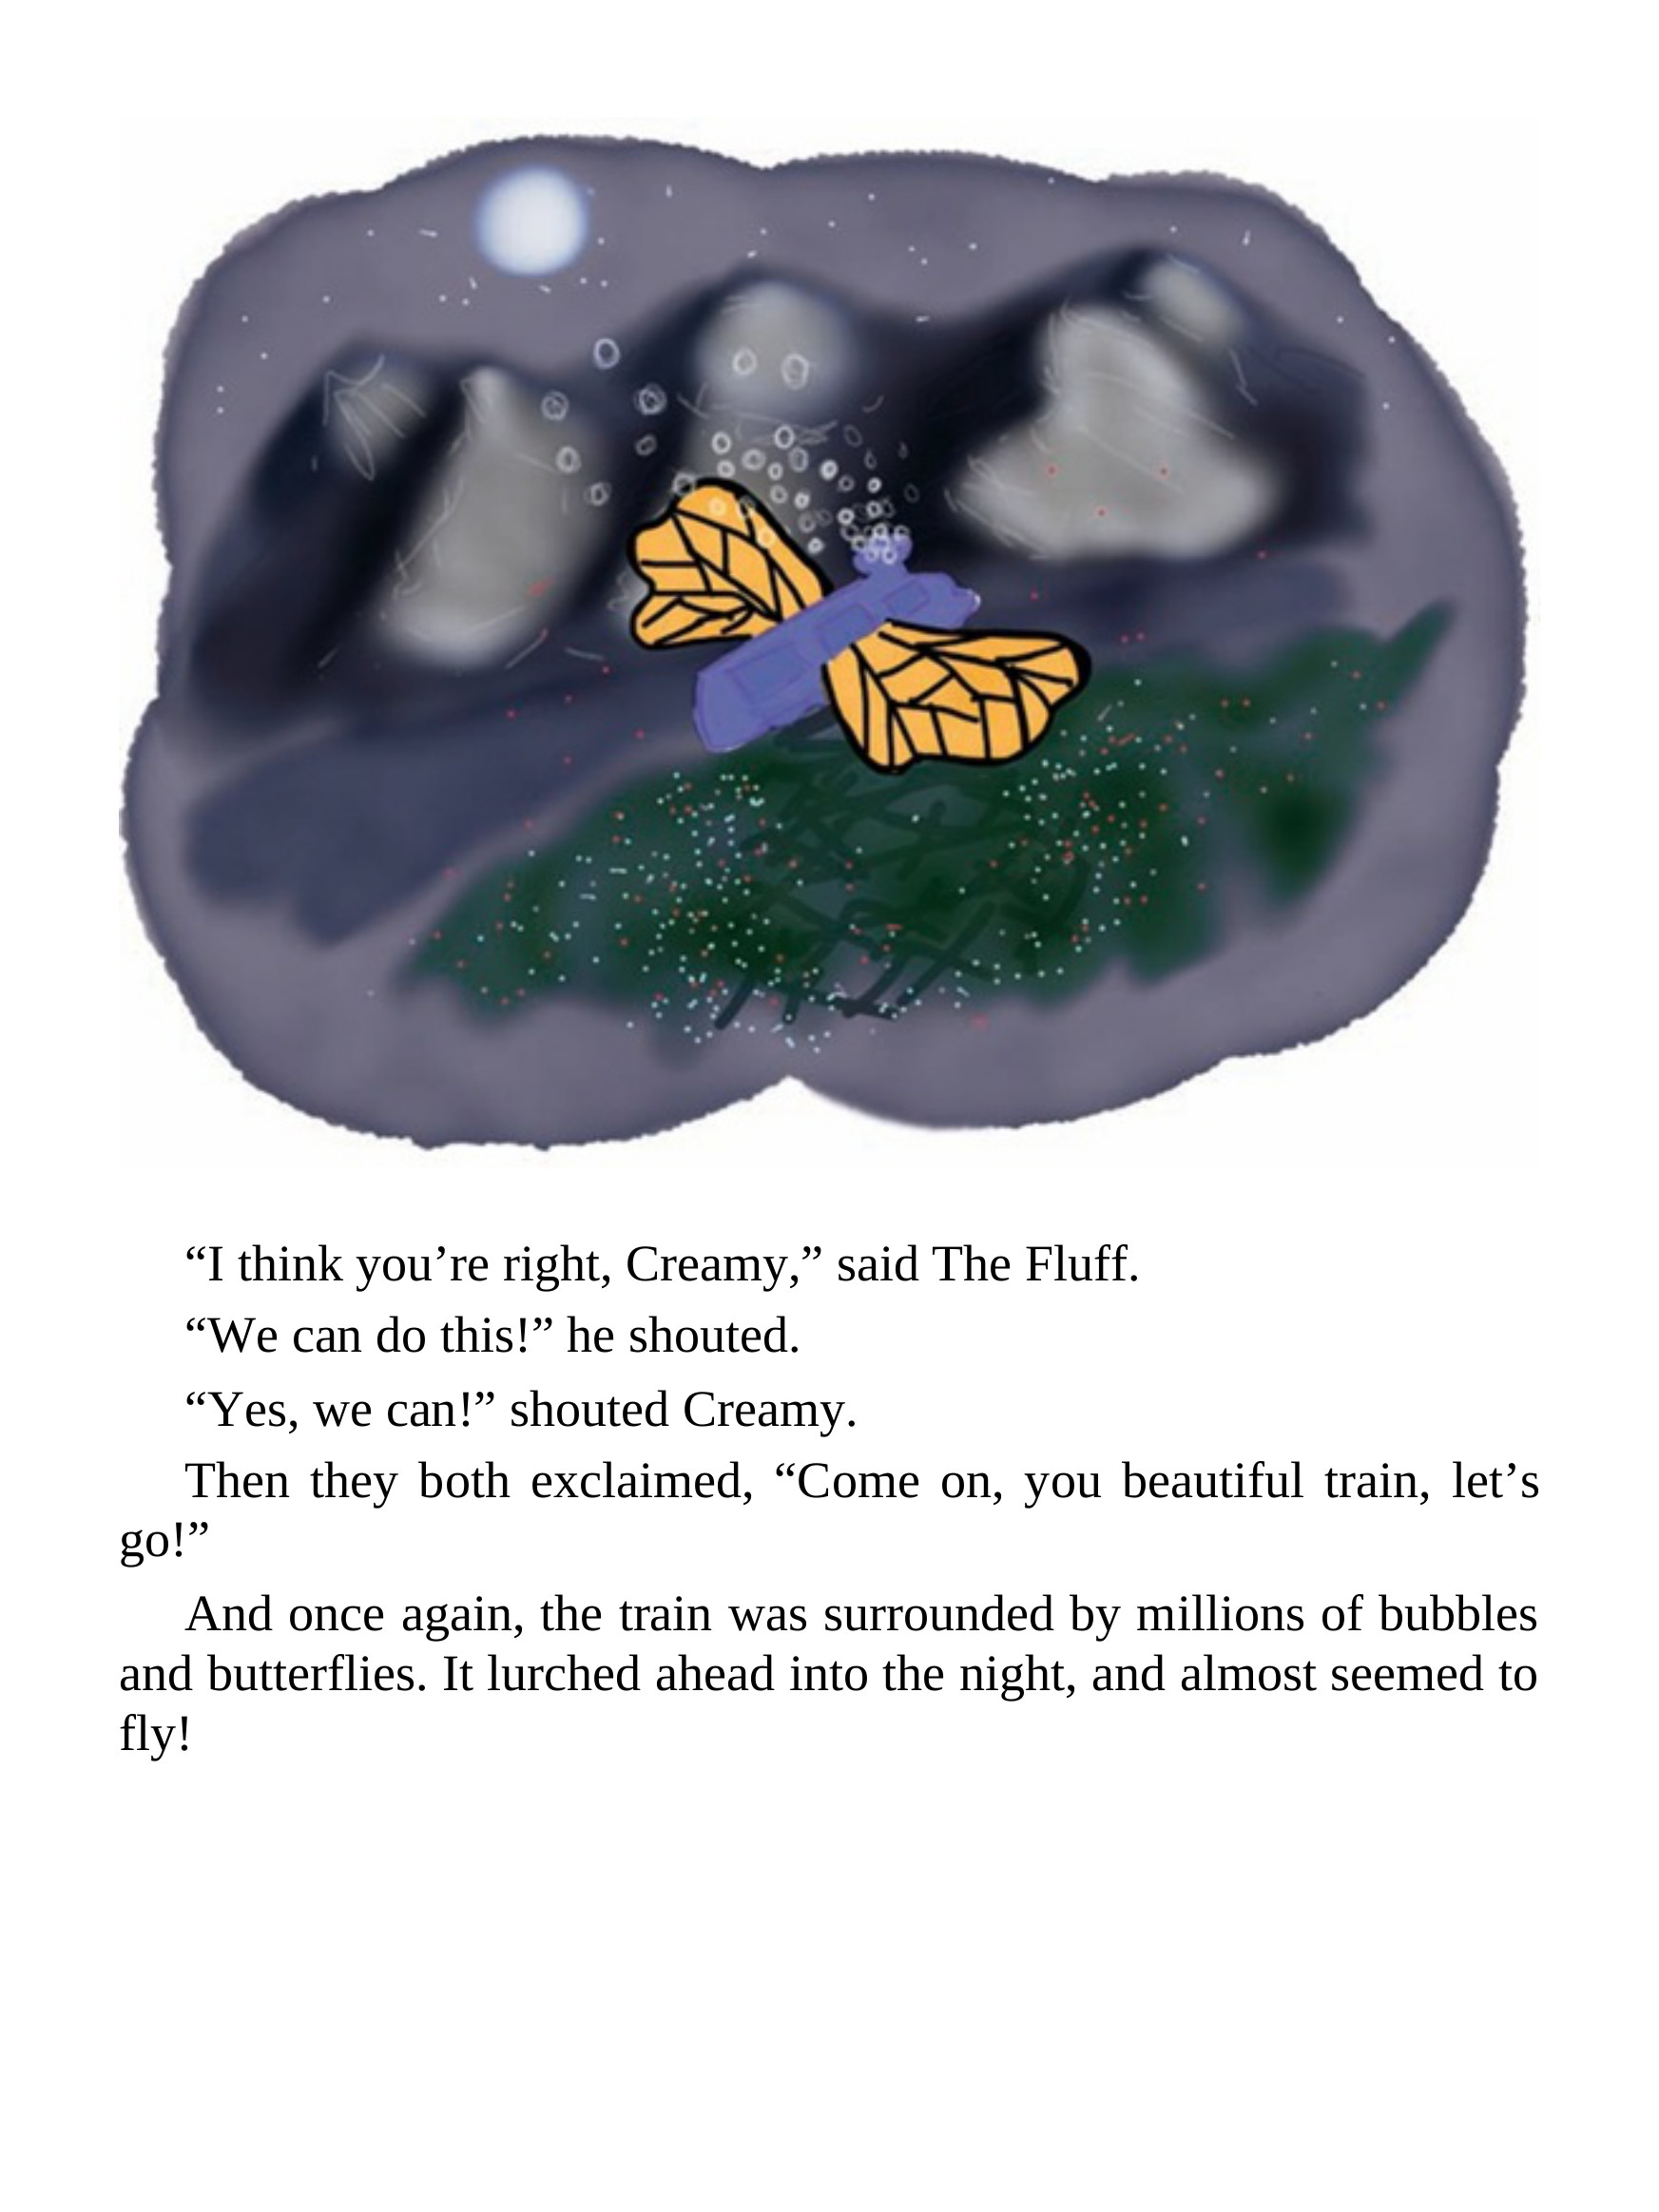 “I think you’re right, Creamy,” said The Fluff.
“We can do this!” he shouted.
“Yes, we can!” shouted Creamy.
Then they both exclaimed, “Come on, you beautiful train, let’s
go!”
And once again, the train was surrounded by millions of bubbles
and butterflies. It lurched ahead into the night, and almost seemed to
fly!